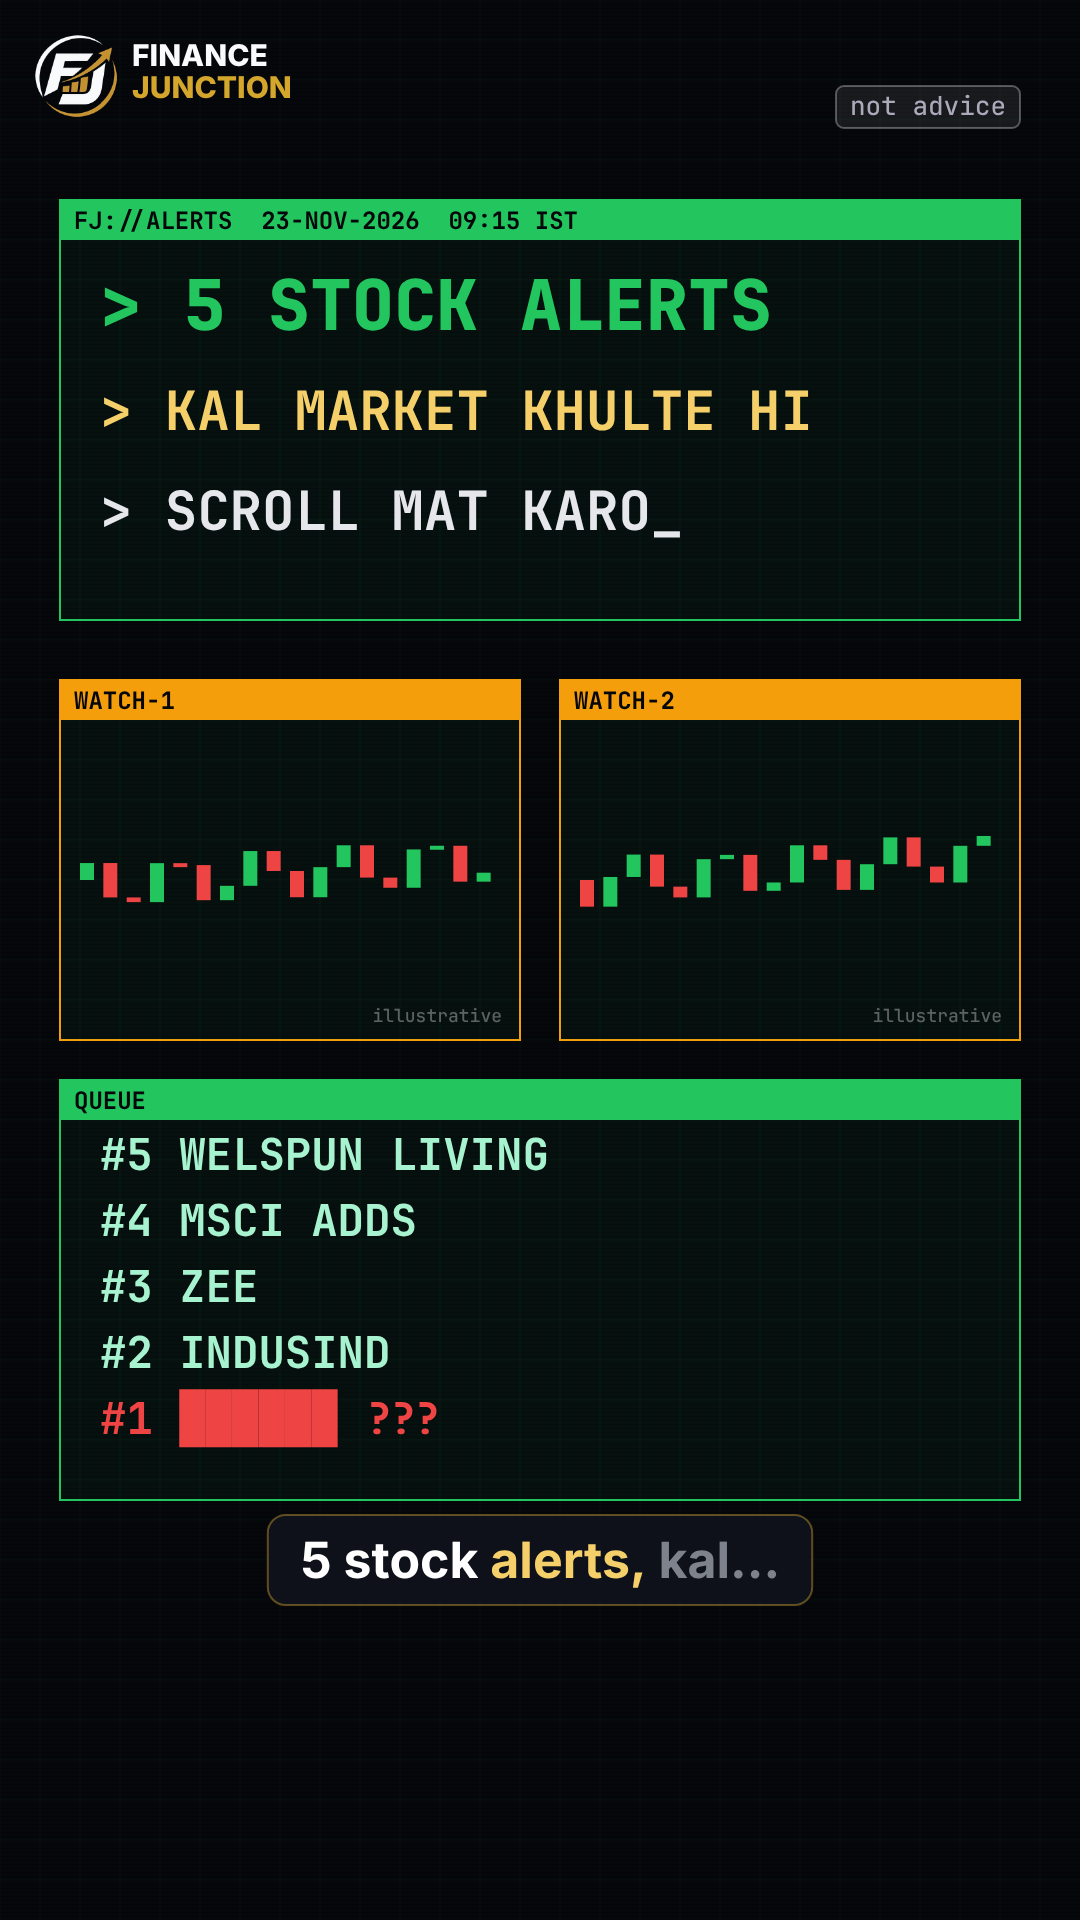 FINANCE
JUNCTION
not advice
FJ://ALERTS 23-NOV-2026 09:15 IST
> 5 STOCK ALERTS
> KAL MARKET KHULTE HI
> SCROLL MAT KARO_
WATCH-1
WATCH-2
illustrative
illustrative
QUEUE
#5 WELSPUN LIVING
#4 MSCI ADDS
#3 ZEE
#2 INDUSIND
#1 ██████ ???
5 stock alerts, kal...